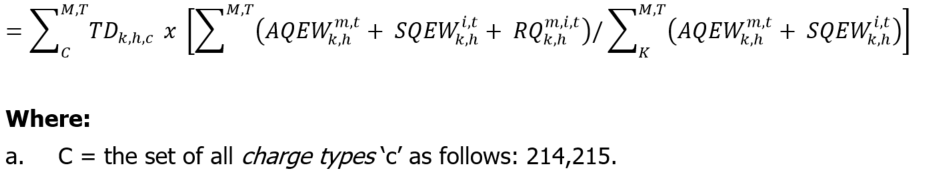 = ∑_C^{M,T} TD_{k,h,c} x [∑^{M,T} (AQEW_{k,h}^{m,t} + SQEW_{k,h}^{i,t} + RQ_{k,h}^{m,i,t}) / ∑_K^{M,T} (AQEW_{k,h}^{m,t} + SQEW_{k,h}^{i,t})]
Where:
a. C = the set of all charge types ‘c’ as follows: 214,215.